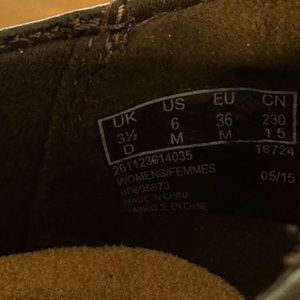 UK US EU CN
3½ 6 36 230
D M M 1.5
261123614035 16724
WOMENS/FEMMES 05/15
MADE IN CHINA
FABRIQUE EN CHINE